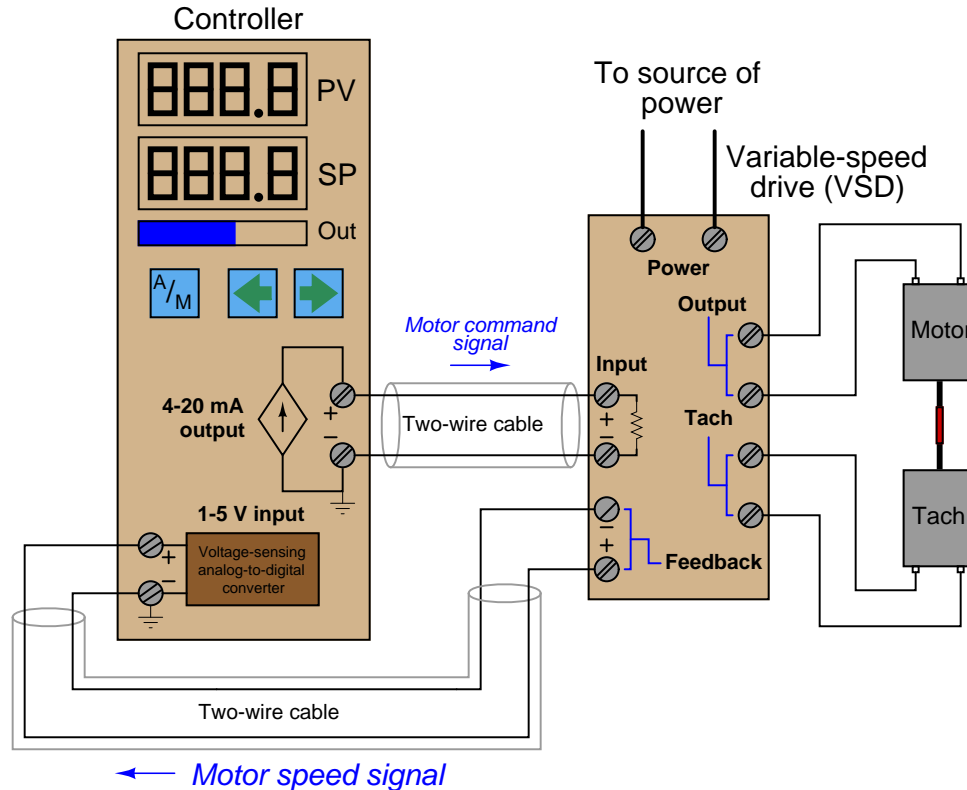 Controller
888.8 PV
888.8 SP
Out
A/M
4-20 mA
output
+
−
1-5 V input
Voltage-sensing
analog-to-digital
converter
+
−
Motor command
signal
Two-wire cable
To source of
power
Variable-speed
drive (VSD)
Power
Output
Input
+
−
Tach
−
+
Feedback
Motor
Tach
Two-wire cable
Motor speed signal